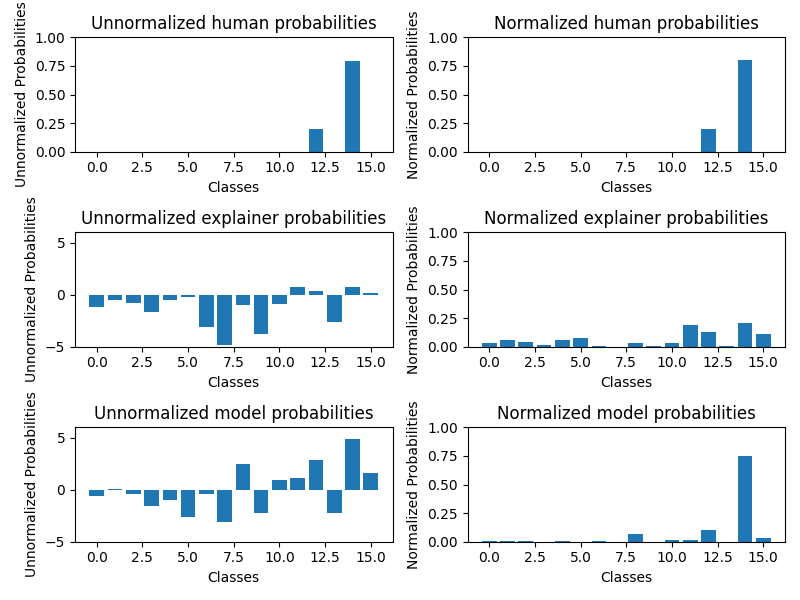 Unnormalized human probabilities
Unnormalized Probabilities
1.00
0.75
0.50
0.25
0.00
0.0 2.5 5.0 7.5 10.0 12.5 15.0
Classes
Normalized human probabilities
Normalized Probabilities
1.00
0.75
0.50
0.25
0.00
0.0 2.5 5.0 7.5 10.0 12.5 15.0
Classes
Unnormalized explainer probabilities
Unnormalized Probabilities
5
0
−5
0.0 2.5 5.0 7.5 10.0 12.5 15.0
Classes
Normalized explainer probabilities
Normalized Probabilities
1.00
0.75
0.50
0.25
0.00
0.0 2.5 5.0 7.5 10.0 12.5 15.0
Classes
Unnormalized model probabilities
Unnormalized Probabilities
5
0
−5
0.0 2.5 5.0 7.5 10.0 12.5 15.0
Classes
Normalized model probabilities
Normalized Probabilities
1.00
0.75
0.50
0.25
0.00
0.0 2.5 5.0 7.5 10.0 12.5 15.0
Classes